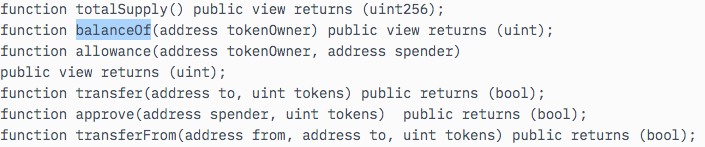 function totalSupply() public view returns (uint256);
function balanceOf(address tokenOwner) public view returns (uint);
function allowance(address tokenOwner, address spender)
public view returns (uint);
function transfer(address to, uint tokens) public returns (bool);
function approve(address spender, uint tokens)  public returns (bool);
function transferFrom(address from, address to, uint tokens) public returns (bool);